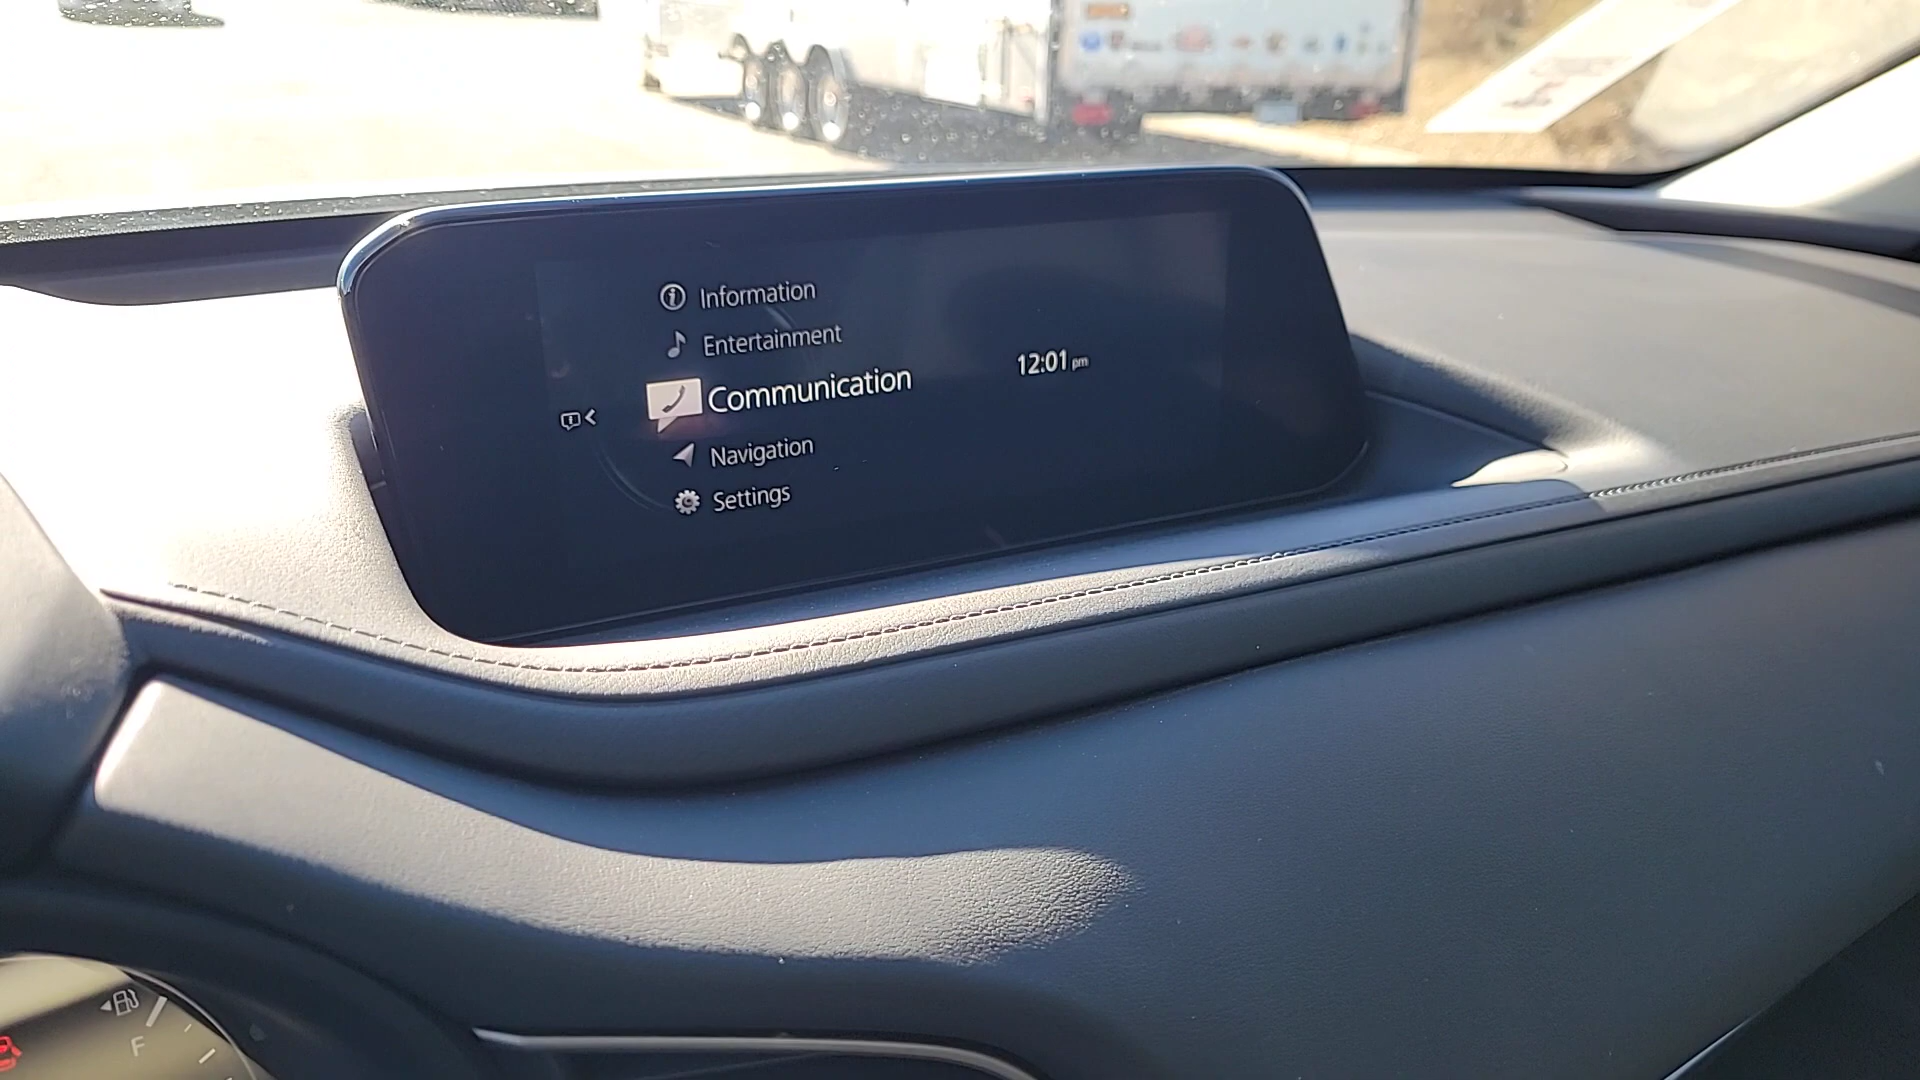 Information
Entertainment
Communication
12:01 pm
Navigation
Settings
F